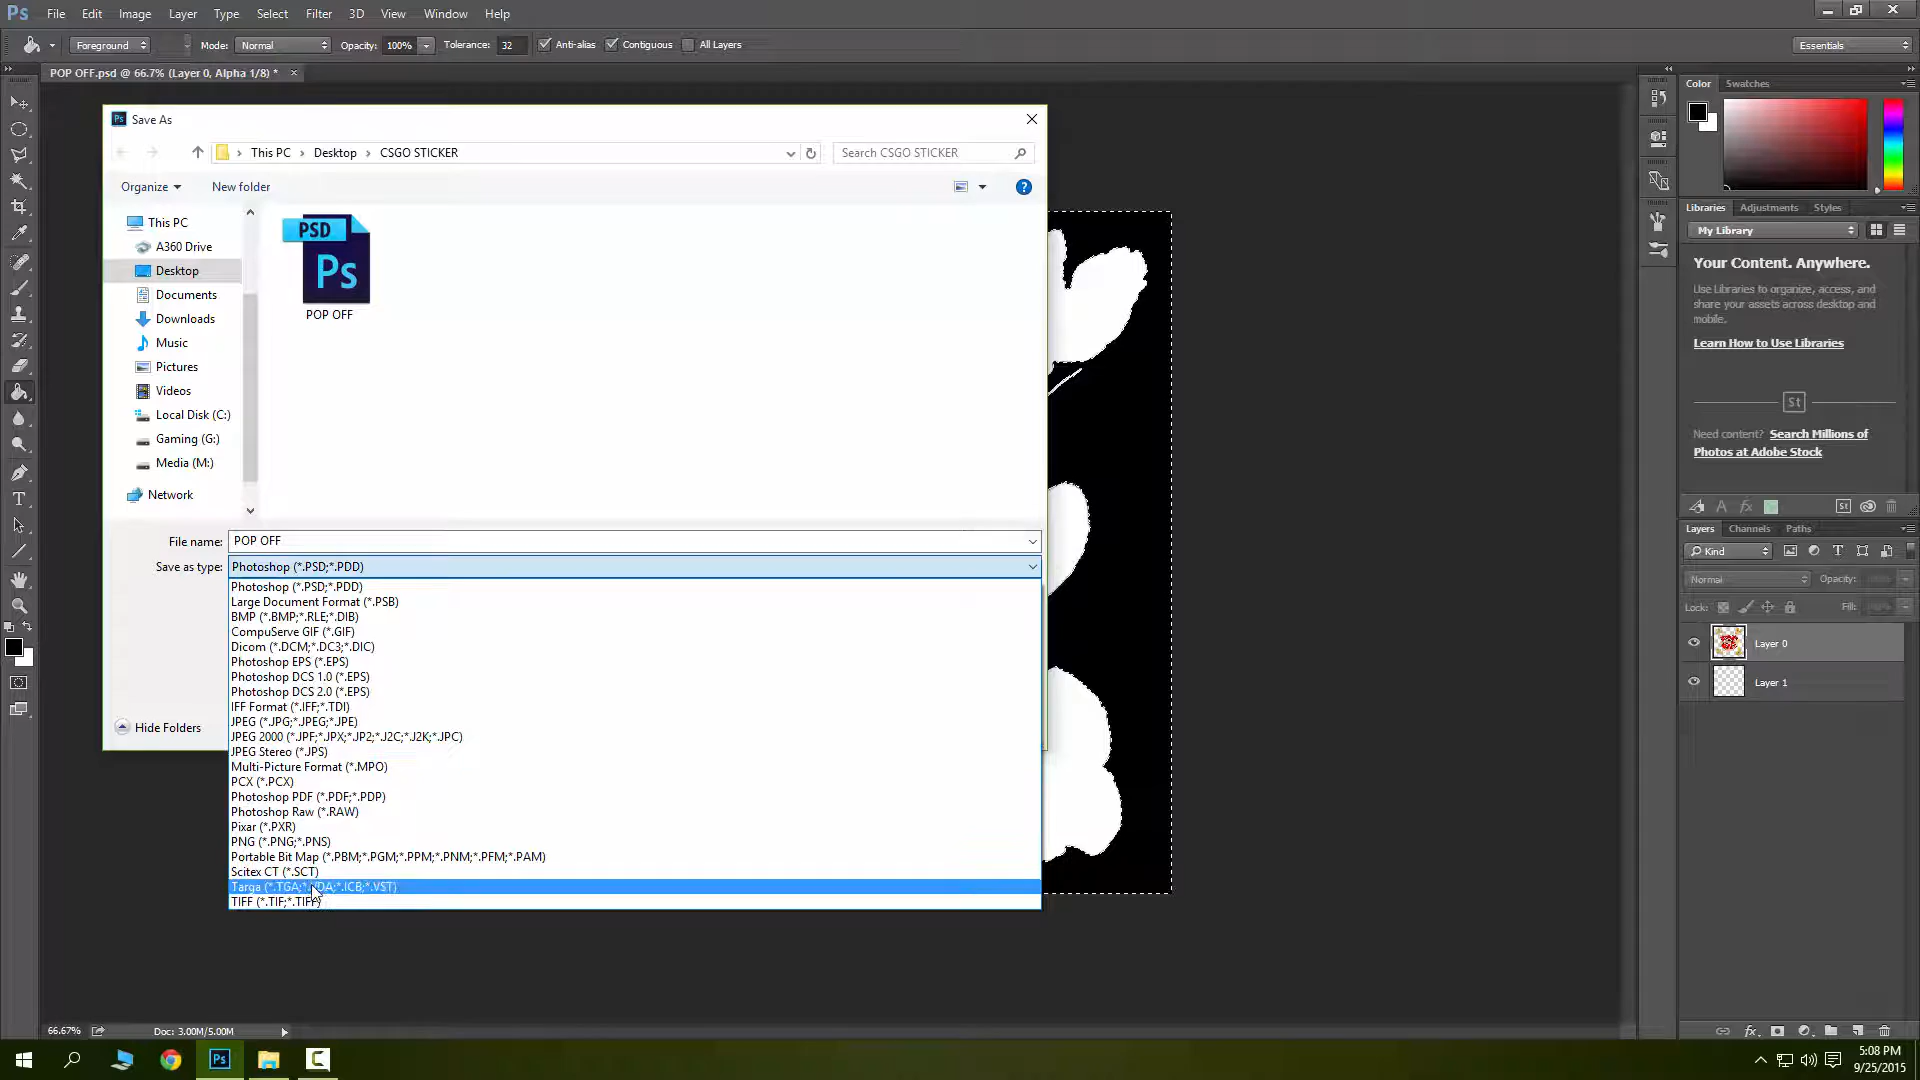 Ps File Edit Image Layer Type Select Filter 3D View Window Help
Foreground Mode: Normal Opacity: 100% Tolerance: 32 Anti-alias Contiguous All Layers Essentials
POP OFF.psd @ 66.7% (Layer 0, Alpha 1/8) * ×
Ps Save As
This PC › Desktop › CSGO STICKER
Search CSGO STICKER
Organize New folder
This PC
A360 Drive
Desktop
Documents
Downloads
Music
Pictures
Videos
Local Disk (C:)
Gaming (G:)
Media (M:)
Network
PSD
Ps
POP OFF
File name: POP OFF
Save as type: Photoshop (*.PSD;*.PDD)
Photoshop (*.PSD;*.PDD)
Large Document Format (*.PSB)
BMP (*.BMP;*.RLE;*.DIB)
CompuServe GIF (*.GIF)
Dicom (*.DCM;*.DC3;*.DIC)
Photoshop EPS (*.EPS)
Photoshop DCS 1.0 (*.EPS)
Photoshop DCS 2.0 (*.EPS)
IFF Format (*.IFF;*.TDI)
JPEG (*.JPG;*.JPEG;*.JPE)
JPEG 2000 (*.JPF;*.JPX;*.JP2;*.J2C;*.J2K;*.JPC)
JPEG Stereo (*.JPS)
Multi-Picture Format (*.MPO)
PCX (*.PCX)
Photoshop PDF (*.PDF;*.PDP)
Photoshop Raw (*.RAW)
Pixar (*.PXR)
PNG (*.PNG;*.PNS)
Portable Bit Map (*.PBM;*.PGM;*.PPM;*.PNM;*.PFM;*.PAM)
Scitex CT (*.SCT)
Targa (*.TGA;*.VDA;*.ICB;*.VST)
TIFF (*.TIF;*.TIFF)
Hide Folders
Color Swatches
Libraries Adjustments Styles
My Library
Your Content. Anywhere.
Use Libraries to organize, access, and
share your assets across desktop and
mobile.
Learn How to Use Libraries
St
Need content? Search Millions of
Photos at Adobe Stock
St
Layers Channels Paths
Kind
Normal Opacity:
Lock: Fill:
Layer 0
Layer 1
66.67% Doc: 3.00M/5.00M
Ps
5:08 PM
9/25/2015